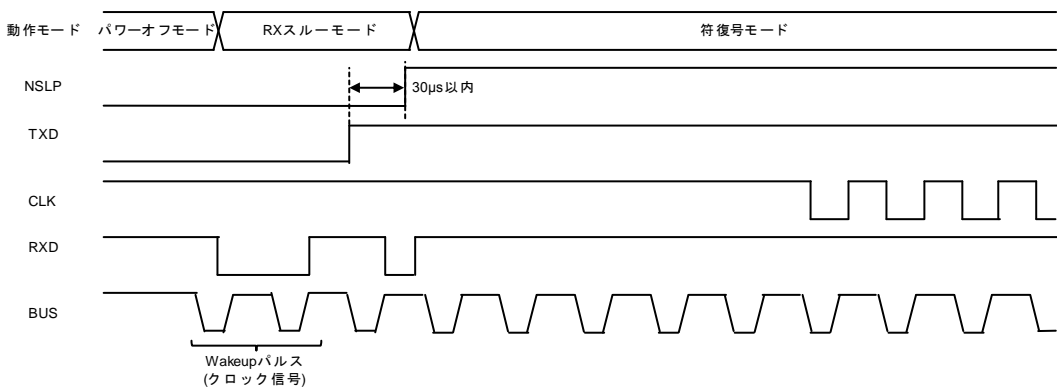 動作モード パワーオフモード RXスルーモード 符復号モード
NSLP
30μs以内
TXD
CLK
RXD
BUS
Wakeupパルス
(クロック信号)